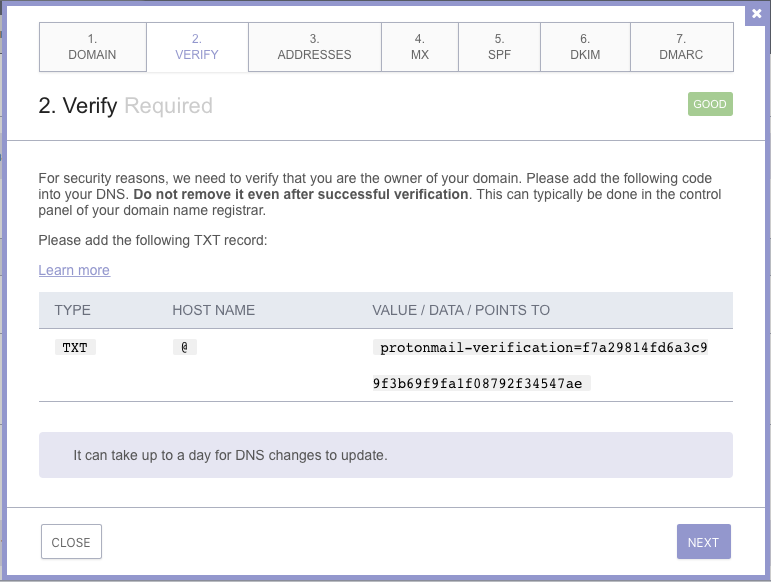 ×
1.
DOMAIN
2.
VERIFY
3.
ADDRESSES
4.
MX
5.
SPF
6.
DKIM
7.
DMARC
2. Verify Required
GOOD
For security reasons, we need to verify that you are the owner of your domain. Please add the following code
into your DNS. Do not remove it even after successful verification. This can typically be done in the control
panel of your domain name registrar.
Please add the following TXT record:
Learn more
TYPE HOST NAME VALUE / DATA / POINTS TO
TXT @ protonmail-verification=f7a29814fd6a3c9
9f3b69f9fa1f08792f34547ae
It can take up to a day for DNS changes to update.
CLOSE
NEXT